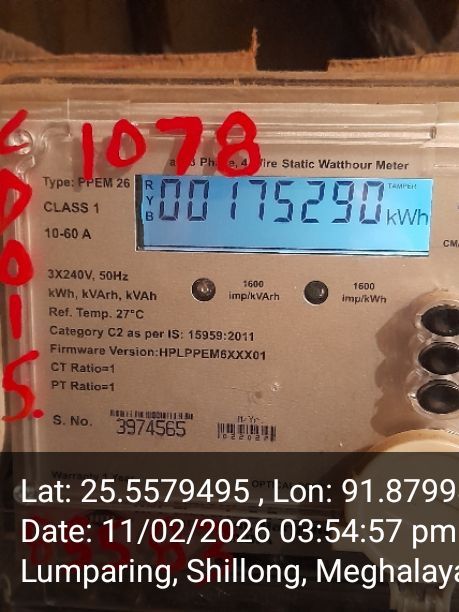 1078
a.c. 3 Phase, 4 Wire Static Watthour Meter
Type: PPEM 26
CLASS 1
10-60 A
R
Y
B
TAMPER
00175290 kWh
3X240V, 50Hz
kWh, kVArh, kVAh
Ref. Temp. 27°C
1600
imp/kVArh
1600
imp/kWh
Category C2 as per IS: 15959:2011
Firmware Version:HPLPPEM6XXX01
CT Ratio=1
PT Ratio=1
S. No.
3974565
Lat: 25.5579495 , Lon: 91.8799
Date: 11/02/2026 03:54:57 pm
Lumparing, Shillong, Meghalaya